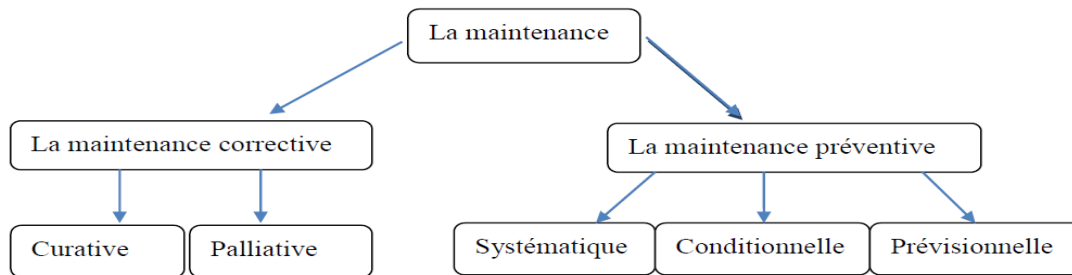 La maintenance
La maintenance corrective
La maintenance préventive
Curative
Palliative
Systématique
Conditionnelle
Prévisionnelle